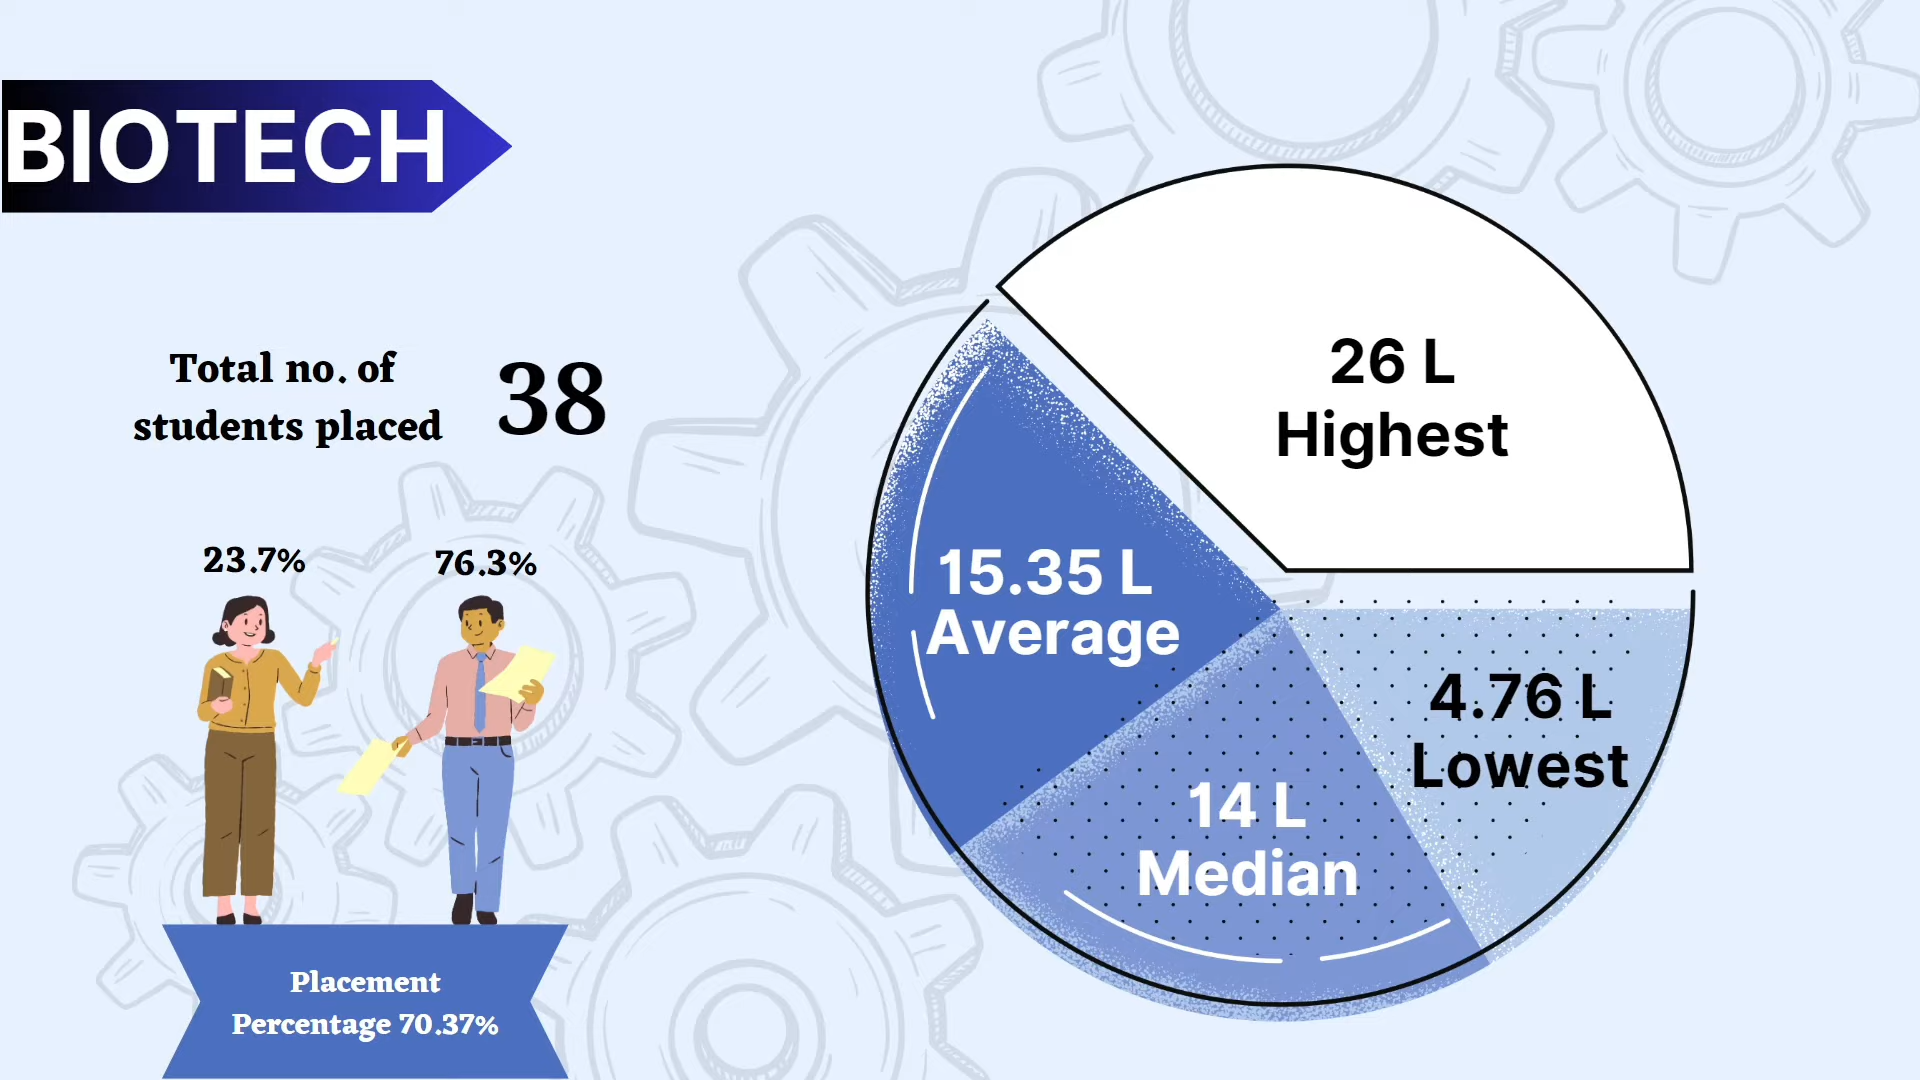 BIOTECH
Total no. of
students placed
38
23.7%
76.3%
Placement
Percentage 70.37%
26 L
Highest
15.35 L
Average
14 L
Median
4.76 L
Lowest